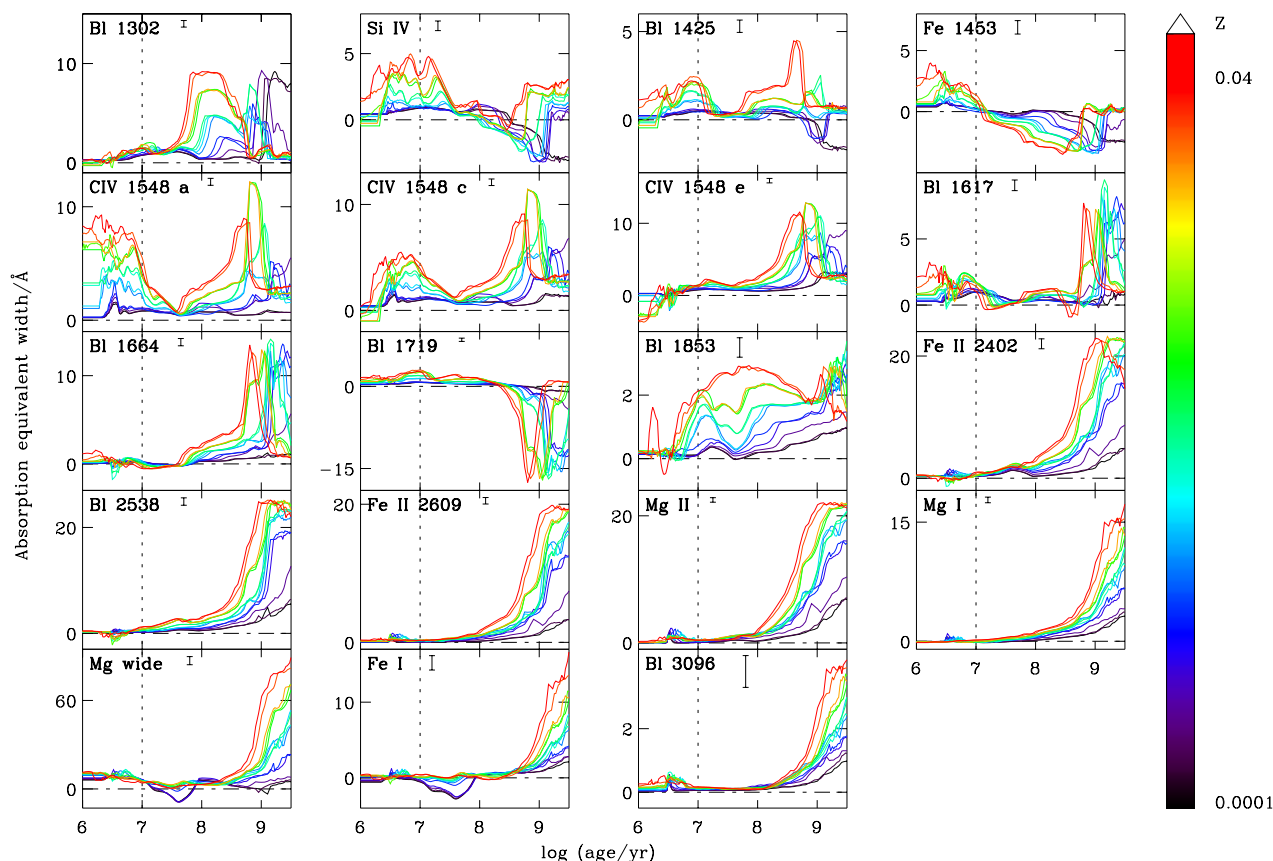 Bl 1302
Si IV
Bl 1425
Fe 1453
Z
10
0
5
0
5
0
5
0
0.04
CIV 1548 a
CIV 1548 c
CIV 1548 e
Bl 1617
10
0
10
5
0
10
0
5
0
Bl 1664
Bl 1719
Bl 1853
Fe II 2402
10
0
0
−15
2
2
0
20
0
Bl 2538
Fe II 2609
Mg II
Mg I
20
0
20
0
20
0
15
0
Mg wide
Fe I
Bl 3096
6 7 8 9
60
0
10
0
2
2
0
0.0001
6 7 8 9
6 7 8 9
6 7 8 9
Absorption equivalent width/Å
log (age/yr)